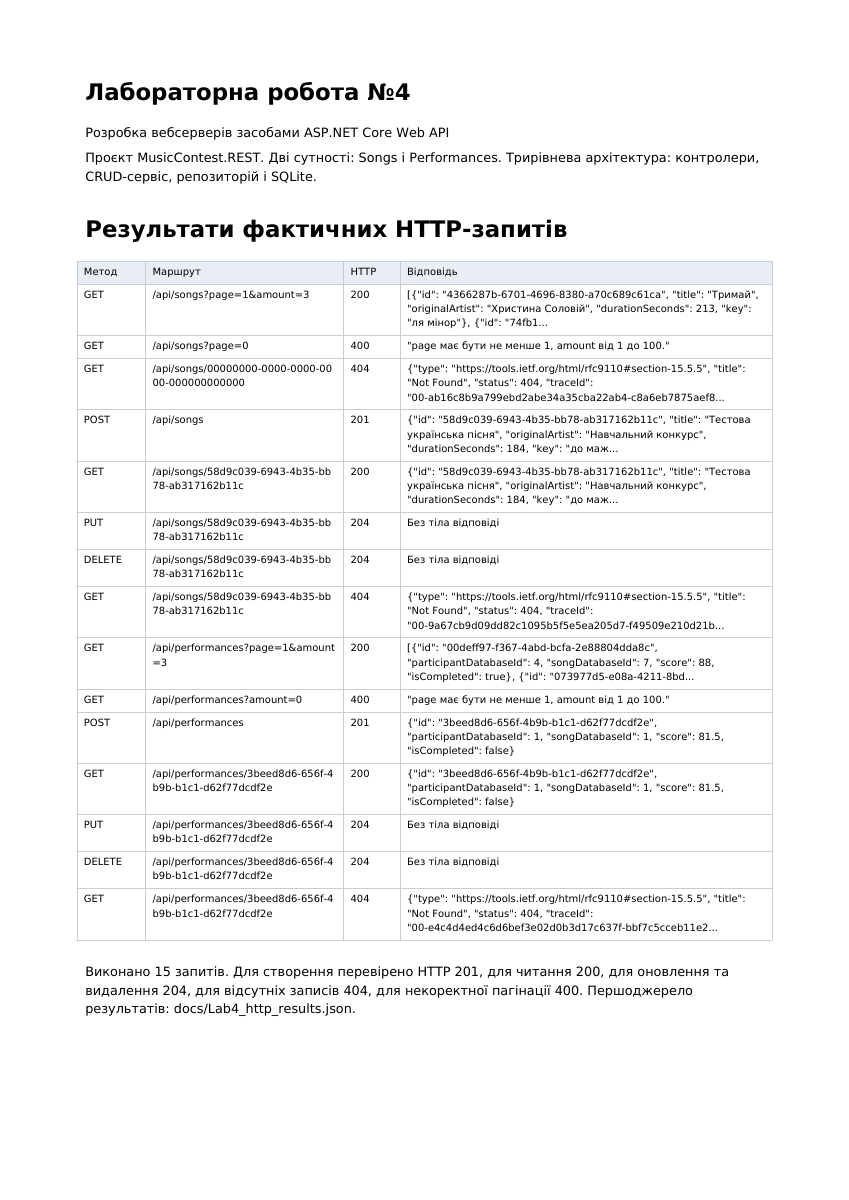 Лабораторна робота №4
Розробка вебсерверів засобами ASP.NET Core Web API
Проєкт MusicContest.REST. Дві сутності: Songs і Performances. Трирівнева архітектура: контролери,
CRUD-сервіс, репозиторій і SQLite.
Результати фактичних HTTP-запитів
Метод Маршрут HTTP Відповідь
GET /api/songs?page=1&amount=3 200 [{"id": "4366287b-6701-4696-8380-a70c689c61ca", "title": "Тримай",
"originalArtist": "Христина Соловій", "durationSeconds": 213, "key":
"ля мінор"}, {"id": "74fb1...
GET /api/songs?page=0 400 "page має бути не менше 1, amount від 1 до 100."
GET /api/songs/00000000-0000-0000-00 404 {"type": "https://tools.ietf.org/html/rfc9110#section-15.5.5", "title":
00-000000000000 "Not Found", "status": 404, "traceId":
"00-ab16c8b9a799ebd2abe34a35cba22ab4-c8a6eb7875aef8...
POST /api/songs 201 {"id": "58d9c039-6943-4b35-bb78-ab317162b11c", "title": "Тестова
українська пісня", "originalArtist": "Навчальний конкурс",
"durationSeconds": 184, "key": "до маж...
GET /api/songs/58d9c039-6943-4b35-bb 200 {"id": "58d9c039-6943-4b35-bb78-ab317162b11c", "title": "Тестова
78-ab317162b11c українська пісня", "originalArtist": "Навчальний конкурс",
"durationSeconds": 184, "key": "до маж...
PUT /api/songs/58d9c039-6943-4b35-bb 204 Без тіла відповіді
78-ab317162b11c
DELETE /api/songs/58d9c039-6943-4b35-bb 204 Без тіла відповіді
78-ab317162b11c
GET /api/songs/58d9c039-6943-4b35-bb 404 {"type": "https://tools.ietf.org/html/rfc9110#section-15.5.5", "title":
78-ab317162b11c "Not Found", "status": 404, "traceId":
"00-9a67cb9d09dd82c1095b5f5e5ea205d7-f49509e210d21b...
GET /api/performances?page=1&amount 200 [{"id": "00deff97-f367-4abd-bcfa-2e88804dda8c",
=3 "participantDatabaseId": 4, "songDatabaseId": 7, "score": 88,
"isCompleted": true}, {"id": "073977d5-e08a-4211-8bd...
GET /api/performances?amount=0 400 "page має бути не менше 1, amount від 1 до 100."
POST /api/performances 201 {"id": "3beed8d6-656f-4b9b-b1c1-d62f77dcdf2e",
"participantDatabaseId": 1, "songDatabaseId": 1, "score": 81.5,
"isCompleted": false}
GET /api/performances/3beed8d6-656f-4 200 {"id": "3beed8d6-656f-4b9b-b1c1-d62f77dcdf2e",
b9b-b1c1-d62f77dcdf2e "participantDatabaseId": 1, "songDatabaseId": 1, "score": 81.5,
"isCompleted": false}
PUT /api/performances/3beed8d6-656f-4 204 Без тіла відповіді
b9b-b1c1-d62f77dcdf2e
DELETE /api/performances/3beed8d6-656f-4 204 Без тіла відповіді
b9b-b1c1-d62f77dcdf2e
GET /api/performances/3beed8d6-656f-4 404 {"type": "https://tools.ietf.org/html/rfc9110#section-15.5.5", "title":
b9b-b1c1-d62f77dcdf2e "Not Found", "status": 404, "traceId":
"00-e4c4d4ed4c6d6bef3e02d0b3d17c637f-bbf7c5cceb11e2...
Виконано 15 запитів. Для створення перевірено HTTP 201, для читання 200, для оновлення та
видалення 204, для відсутніх записів 404, для некоректної пагінації 400. Першоджерело
результатів: docs/Lab4_http_results.json.